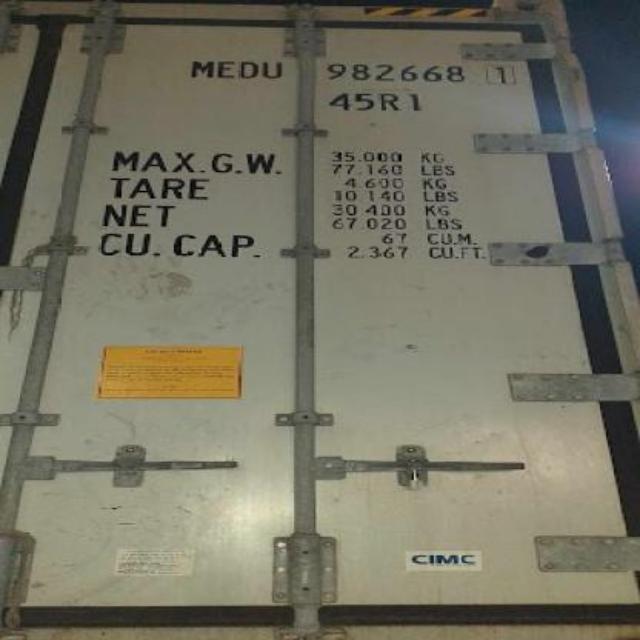 MEDU 982668 1
45R1
MAX.G.W. 35.000 KG
77.160 LBS
TARE 4.600 KG
10.140 LBS
NET 30.400 KG
67.020 LBS
CU.CAP. 67 CU.M.
2.367 CU.FT.
CIMC